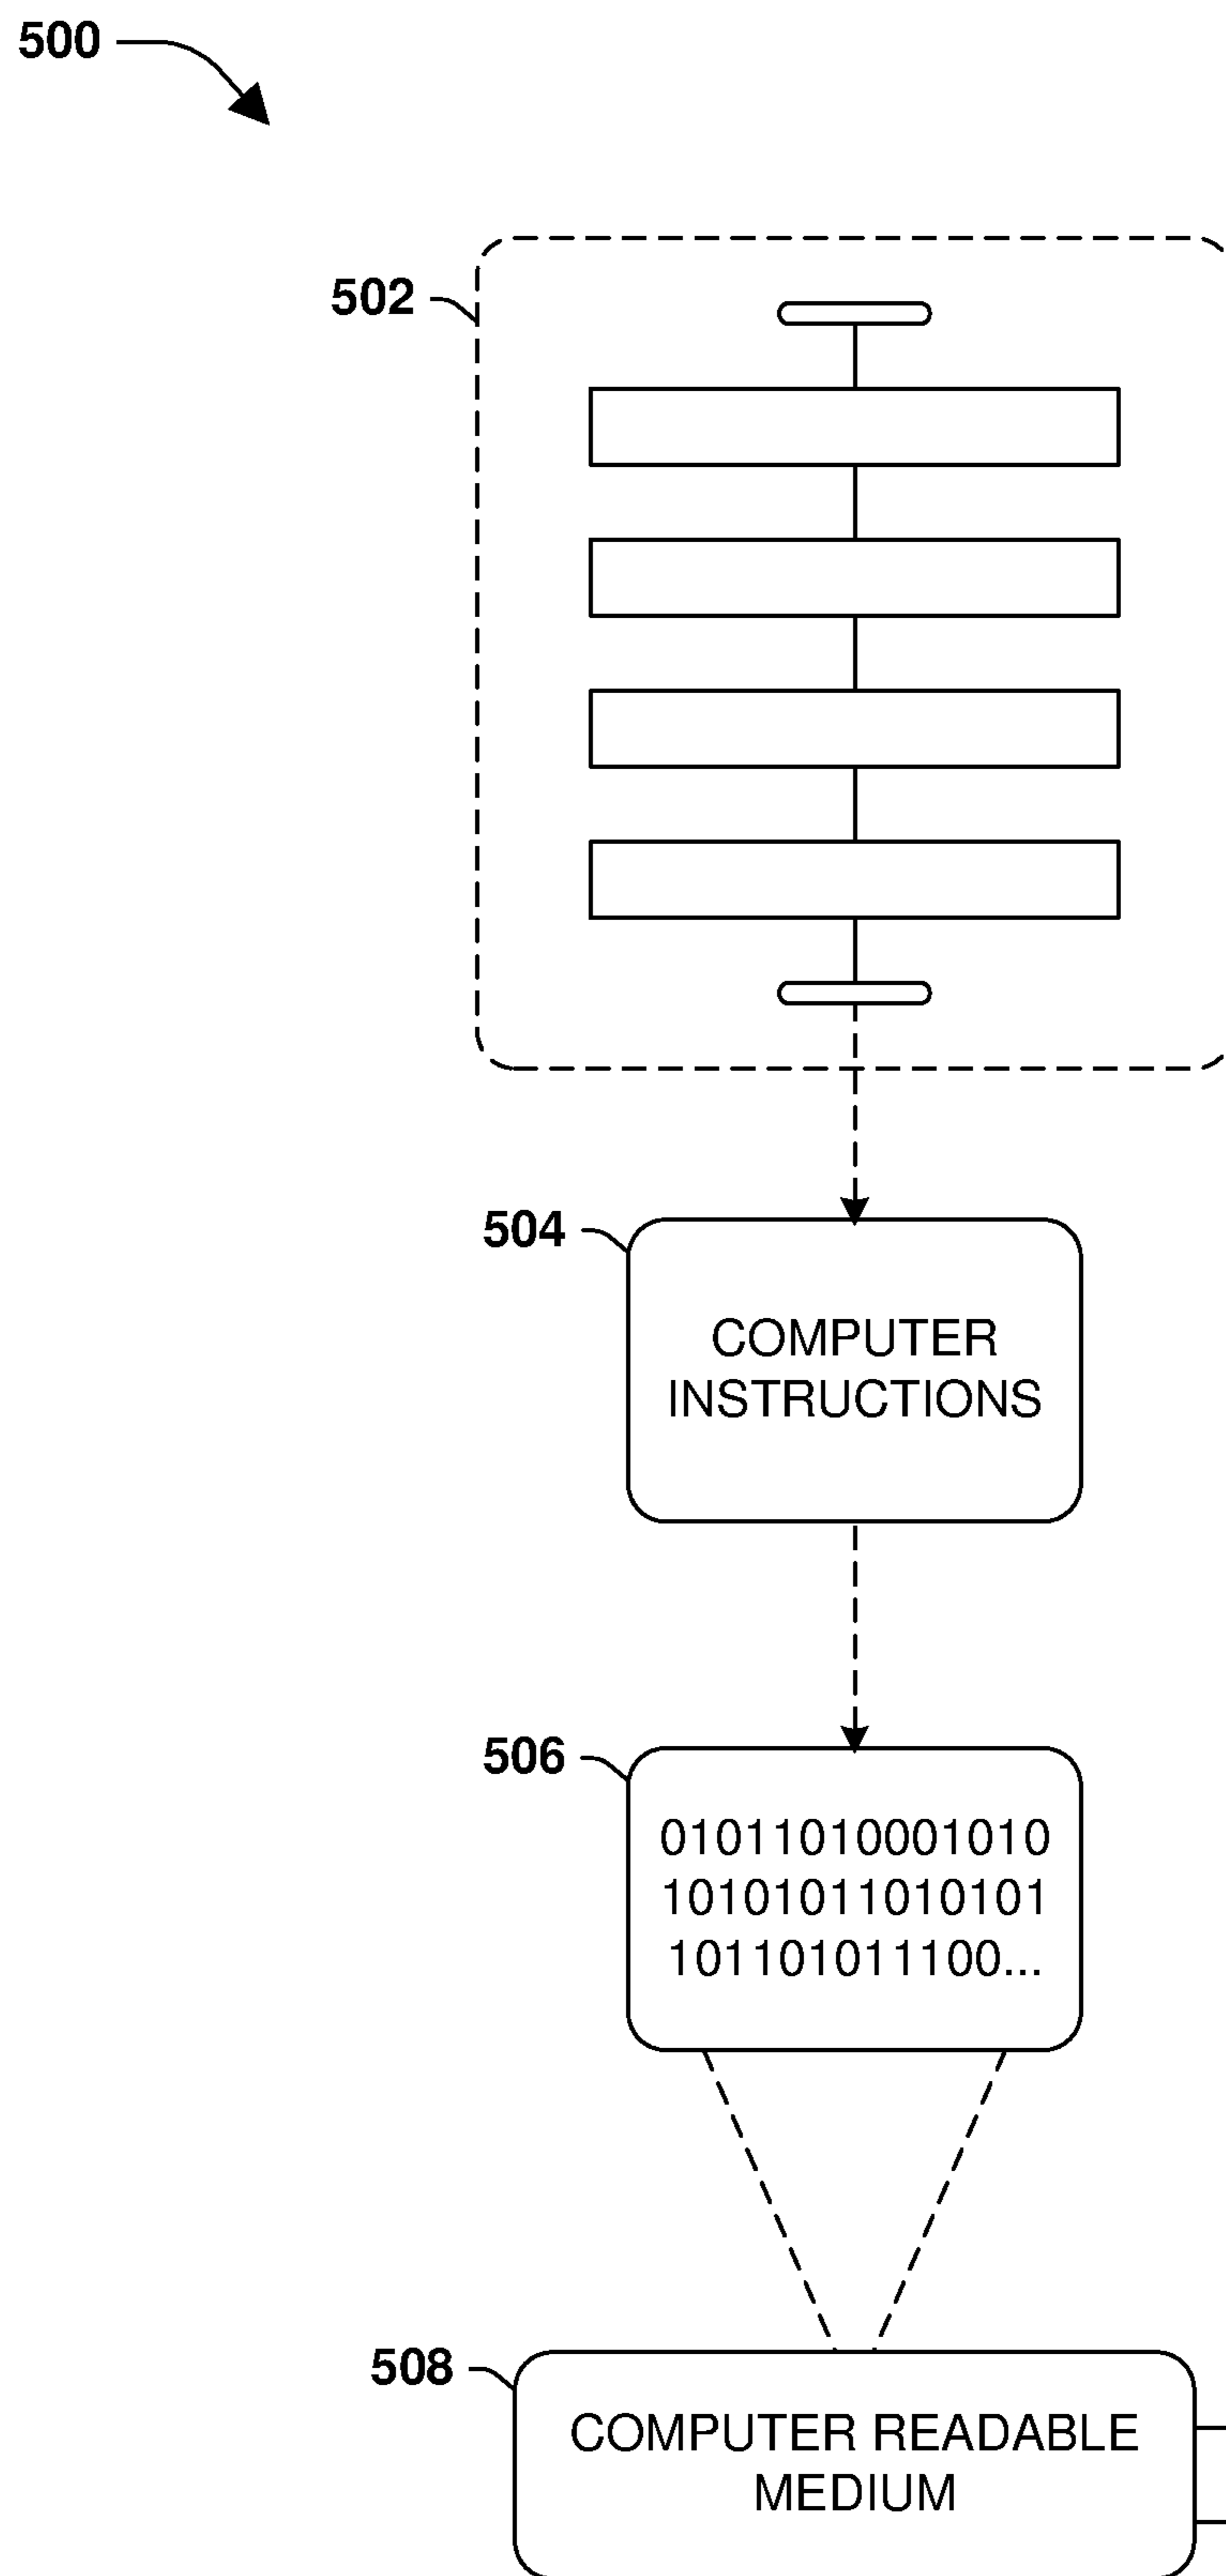 500
502
504
COMPUTER
INSTRUCTIONS
506
01011010001010
10101011010101
101101011100...
508
COMPUTER READABLE
MEDIUM